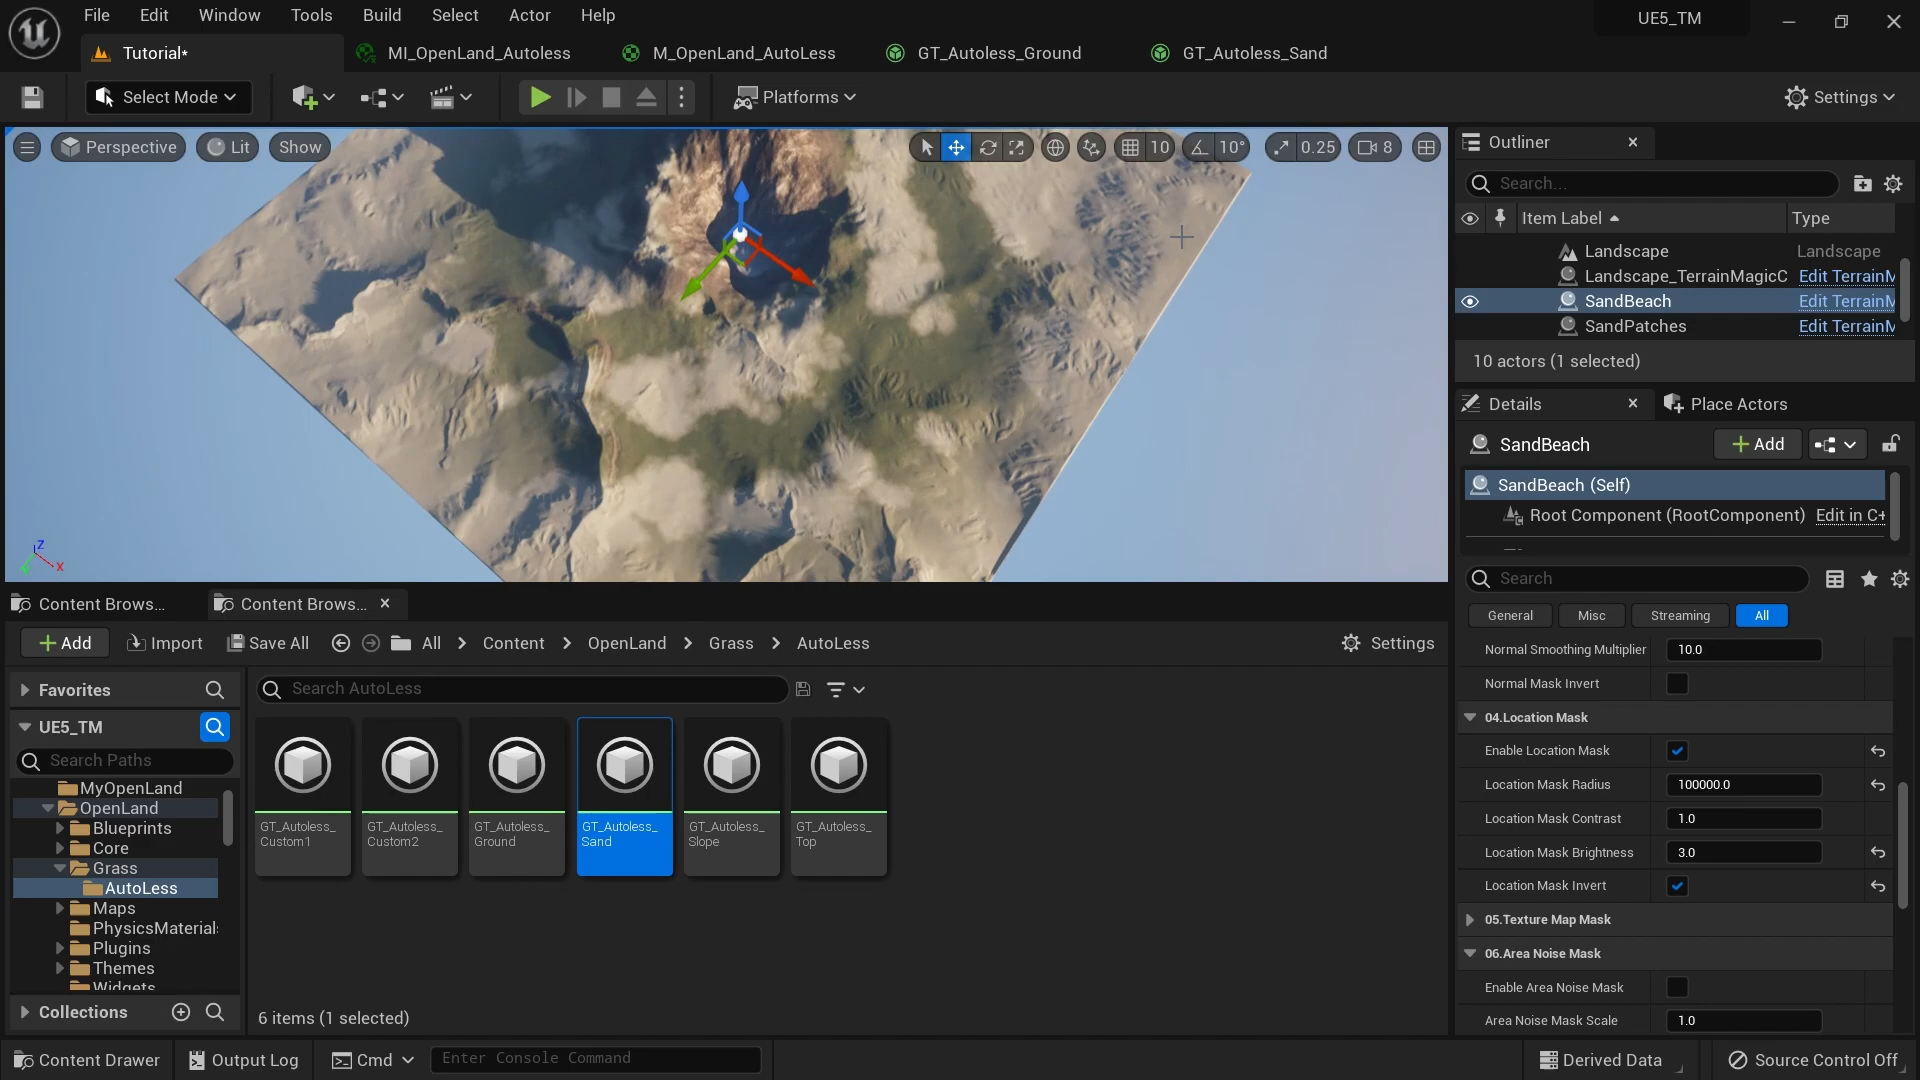 File Edit Window Tools Build Select Actor Help
UE5_TM
Tutorial*
MI_OpenLand_Autoless
M_OpenLand_AutoLess
GT_Autoless_Ground
GT_Autoless_Sand
Select Mode
Platforms
Settings
Perspective
Lit
Show
10
10°
0.25
8
Z
X
Outliner
Search...
Item Label
Type
Landscape Landscape
Landscape_TerrainMagicC Edit TerrainM
SandBeach Edit TerrainM
SandPatches Edit TerrainM
10 actors (1 selected)
Details
Place Actors
SandBeach
Add
SandBeach (Self)
Root Component (RootComponent) Edit in C+
Search
General
Misc
Streaming
All
Normal Smoothing Multiplier 10.0
Normal Mask Invert
04.Location Mask
Enable Location Mask
Location Mask Radius 100000.0
Location Mask Contrast 1.0
Location Mask Brightness 3.0
Location Mask Invert
05.Texture Map Mask
06.Area Noise Mask
Enable Area Noise Mask
Area Noise Mask Scale 1.0
Content Brows...
Content Brows...
Add
Import
Save All
All > Content > OpenLand > Grass > AutoLess
Settings
Favorites
UE5_TM
Search Paths
MyOpenLand
OpenLand
Blueprints
Core
Grass
AutoLess
Maps
PhysicsMaterial
Plugins
Themes
Widgets
Collections
Search AutoLess
GT_Autoless_
Custom1
GT_Autoless_
Custom2
GT_Autoless_
Ground
GT_Autoless_
Sand
GT_Autoless_
Slope
GT_Autoless_
Top
6 items (1 selected)
Content Drawer
Output Log
Cmd
Enter Console Command
Derived Data
Source Control Off